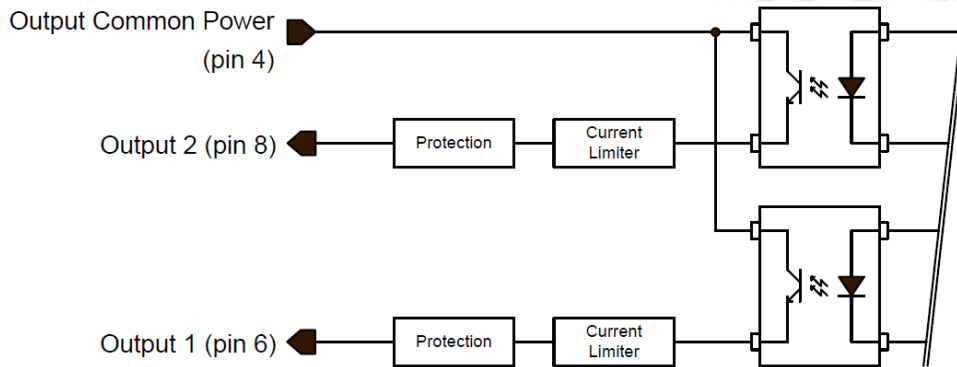 Output Common Power
(pin 4)
Output 2 (pin 8)
Protection
Current
Limiter
Output 1 (pin 6)
Protection
Current
Limiter